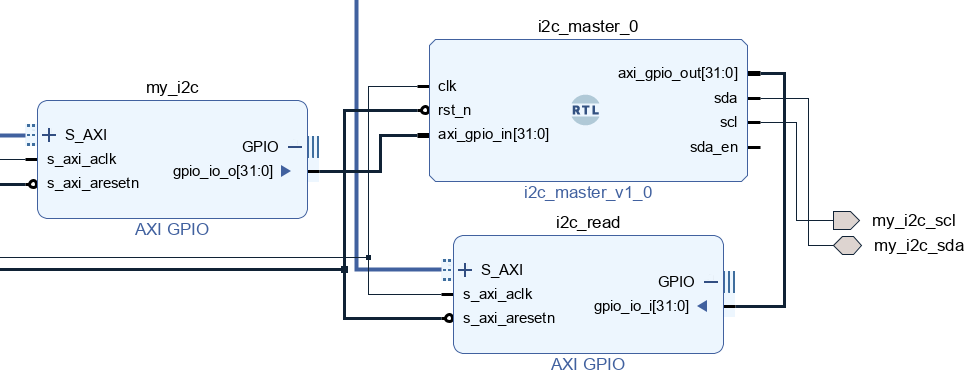 i2c_master_0
axi_gpio_out[31:0]
clk
sda
my_i2c
rst_n
RTL
scl
S_AXI
axi_gpio_in[31:0]
GPIO
sda_en
s_axi_aclk
gpio_io_o[31:0]
s_axi_aresetn
i2c_master_v1_0
AXI GPIO
i2c_read
my_i2c_scl
my_i2c_sda
S_AXI
GPIO
s_axi_aclk
gpio_io_i[31:0]
s_axi_aresetn
AXI GPIO